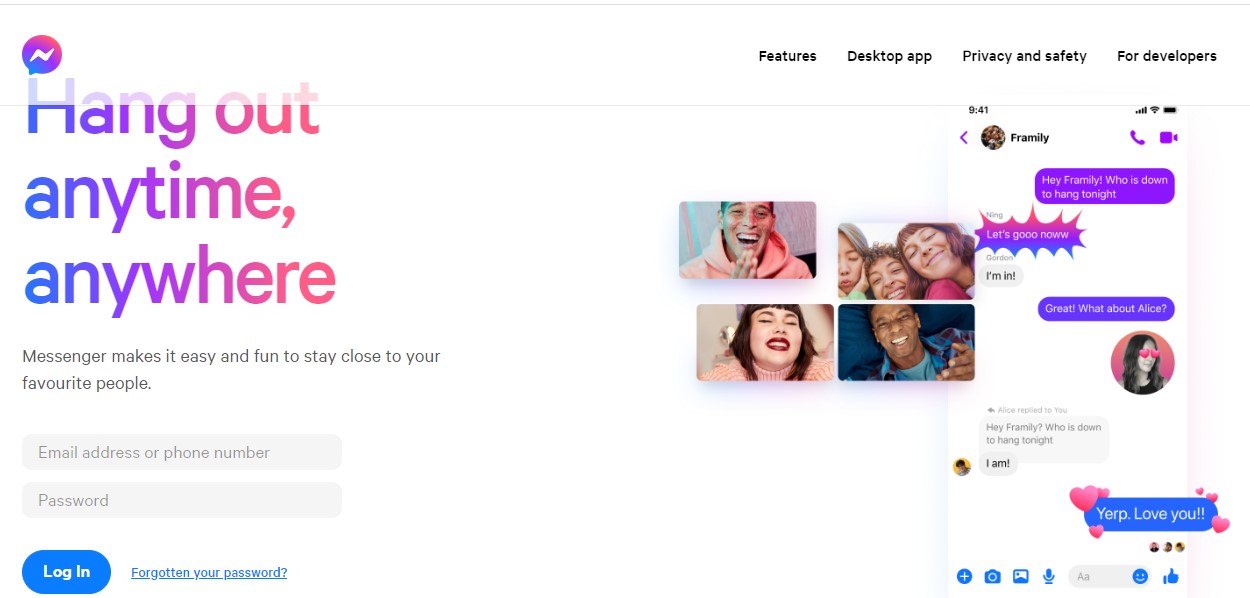 Features Desktop app Privacy and safety For developers
Hang out
anytime,
anywhere
Messenger makes it easy and fun to stay close to your
favourite people.
Email address or phone number
Password
Log In Forgotten your password?
9:41
Framily
Hey Framily! Who is down
to hang tonight
Ning
Let's gooo noww
Gordon
I'm in!
Great! What about Alice?
Alice replied to You
Hey Framily? Who is down
to hang tonight
I am!
Yerp. Love you!!
Aa